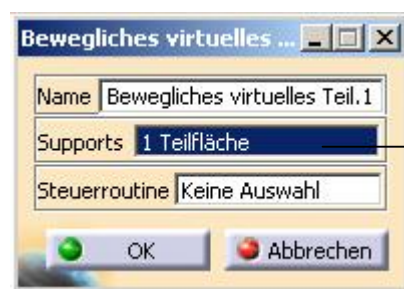 Bewegliches virtuelles ...
Name Bewegliches virtuelles Teil.1
Supports 1 Teilfläche
Steuerroutine Keine Auswahl
OK Abbrechen